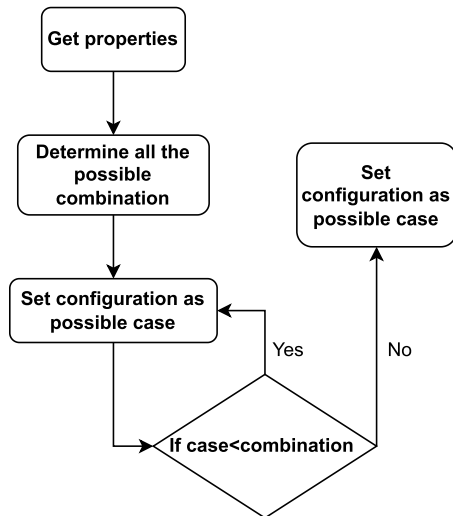 Get properties
Determine all the
possible
combination
Set
configuration as
possible case
Set configuration as
possible case
Yes
No
If case<combination